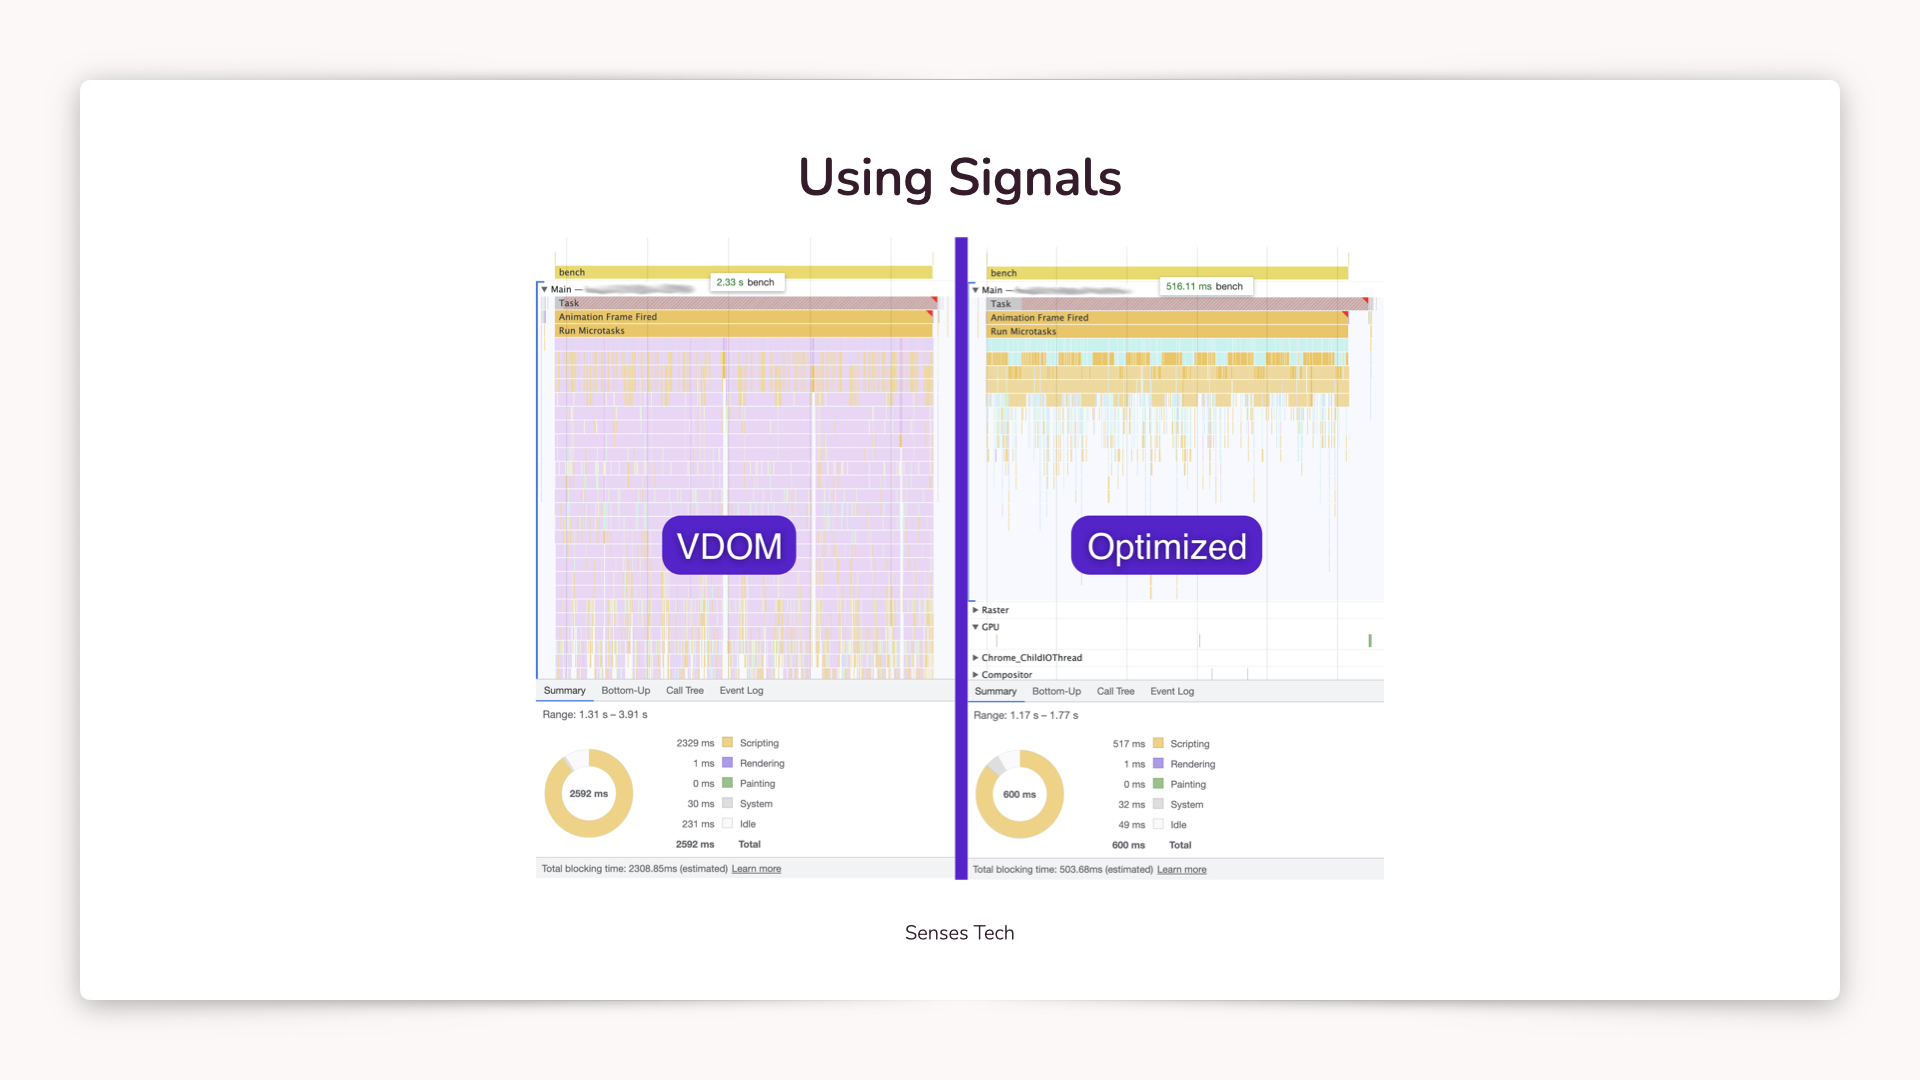 Using Signals
bench
2.33 s bench
Main —
Task
Animation Frame Fired
Run Microtasks
VDOM
Summary Bottom-Up Call Tree Event Log
Range: 1.31 s – 3.91 s
2592 ms
2329 ms Scripting
1 ms Rendering
0 ms Painting
30 ms System
231 ms Idle
2592 ms Total
Total blocking time: 2308.85ms (estimated) Learn more
bench
516.11 ms bench
Main —
Task
Animation Frame Fired
Run Microtasks
Optimized
Raster
GPU
Chrome_ChildIOThread
Compositor
Summary Bottom-Up Call Tree Event Log
Range: 1.17 s – 1.77 s
600 ms
517 ms Scripting
1 ms Rendering
0 ms Painting
32 ms System
49 ms Idle
600 ms Total
Total blocking time: 503.68ms (estimated) Learn more
Senses Tech